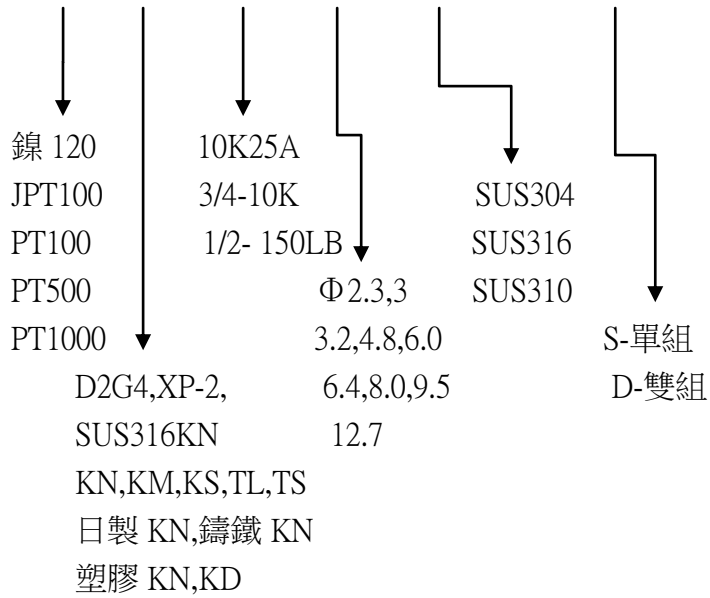 鎳 120 10K25A
JPT100 3/4-10K SUS304
PT100 1/2- 150LB SUS316
PT500 Φ2.3,3 SUS310
PT1000 3.2,4.8,6.0 S-單組
D2G4,XP-2, 6.4,8.0,9.5 D-雙組
SUS316KN 12.7
KN,KM,KS,TL,TS
日製 KN,鑄鐵 KN
塑膠 KN,KD